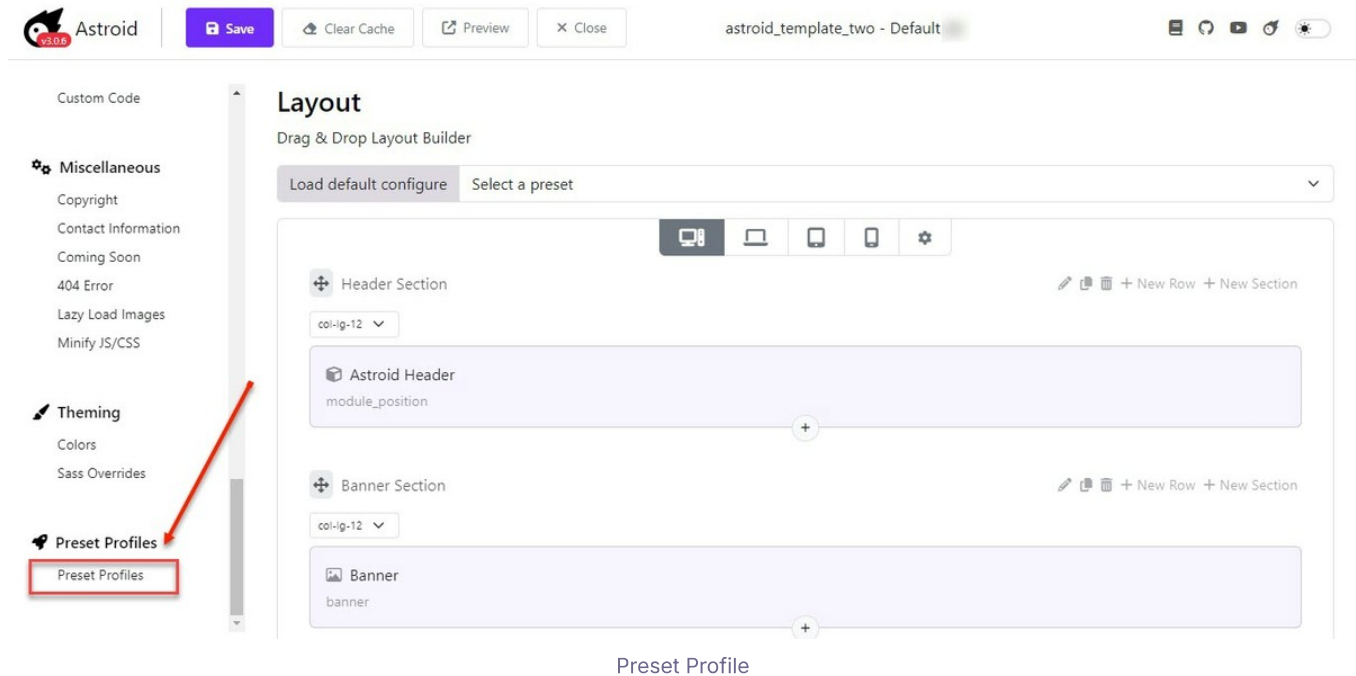 Astroid
v3.0.6
Save
Clear Cache
Preview
Close
astroid_template_two - Default
Custom Code
Miscellaneous
Copyright
Contact Information
Coming Soon
404 Error
Lazy Load Images
Minify JS/CSS
Theming
Colors
Sass Overrides
Preset Profiles
Preset Profiles
Layout
Drag & Drop Layout Builder
Load default configure Select a preset
Header Section
+ New Row + New Section
col-lg-12
Astroid Header
module_position
+
Banner Section
+ New Row + New Section
col-lg-12
Banner
banner
+
Preset Profile